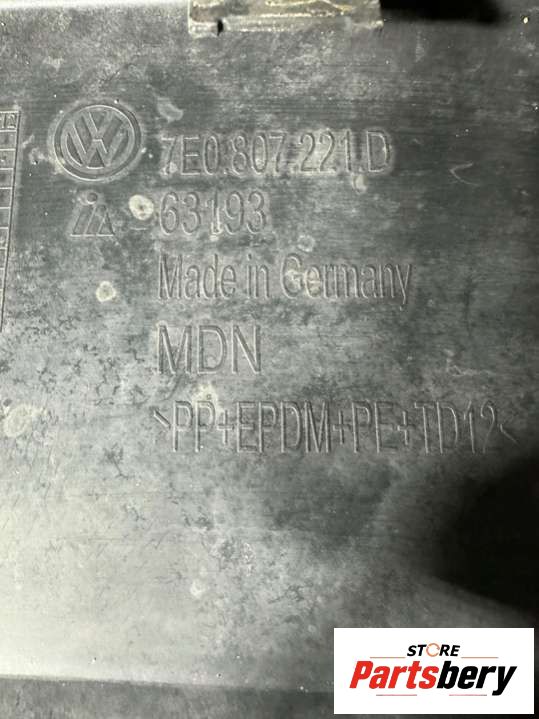 7E0.807.221.D
63193
Made in Germany
MDN
>PP+EPDM+PE+TD12<
STORE
Partsbery